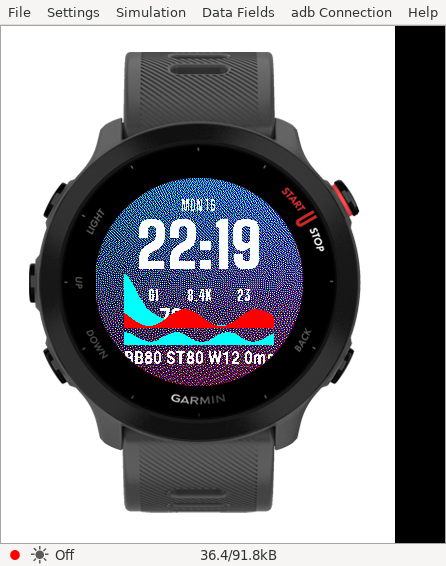 File Settings Simulation Data Fields adb Connection Help
MON 16
22:19
61 8.4K 23
BB80 ST80 W12 0m
START
STOP
LIGHT
UP
DOWN
BACK
GARMIN
Off 36.4/91.8kB